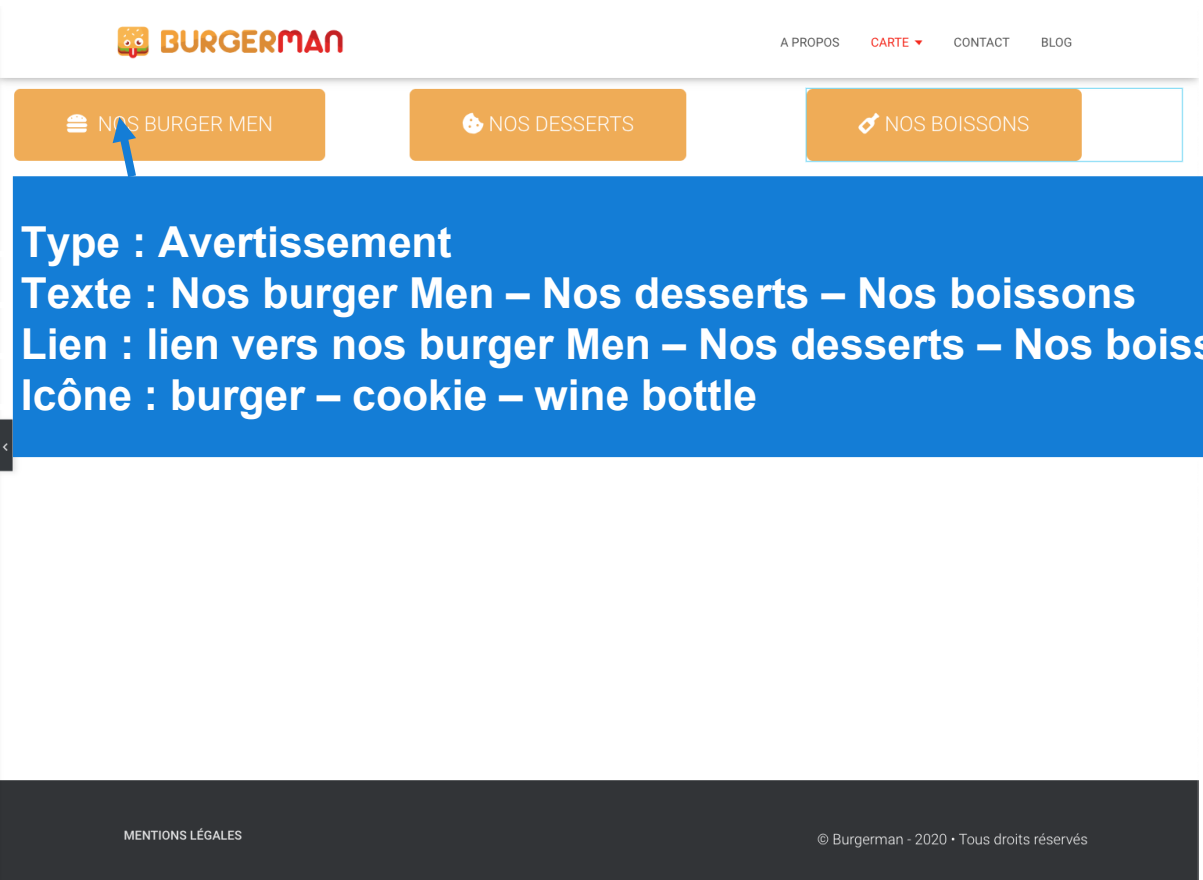 BURGERMAN
A PROPOS CARTE CONTACT BLOG
NOS BURGER MEN NOS DESSERTS NOS BOISSONS
Type : Avertissement
Texte : Nos burger Men – Nos desserts – Nos boissons
Lien : lien vers nos burger Men – Nos desserts – Nos boiss
Icône : burger – cookie – wine bottle
MENTIONS LÉGALES
© Burgerman - 2020 • Tous droits réservés